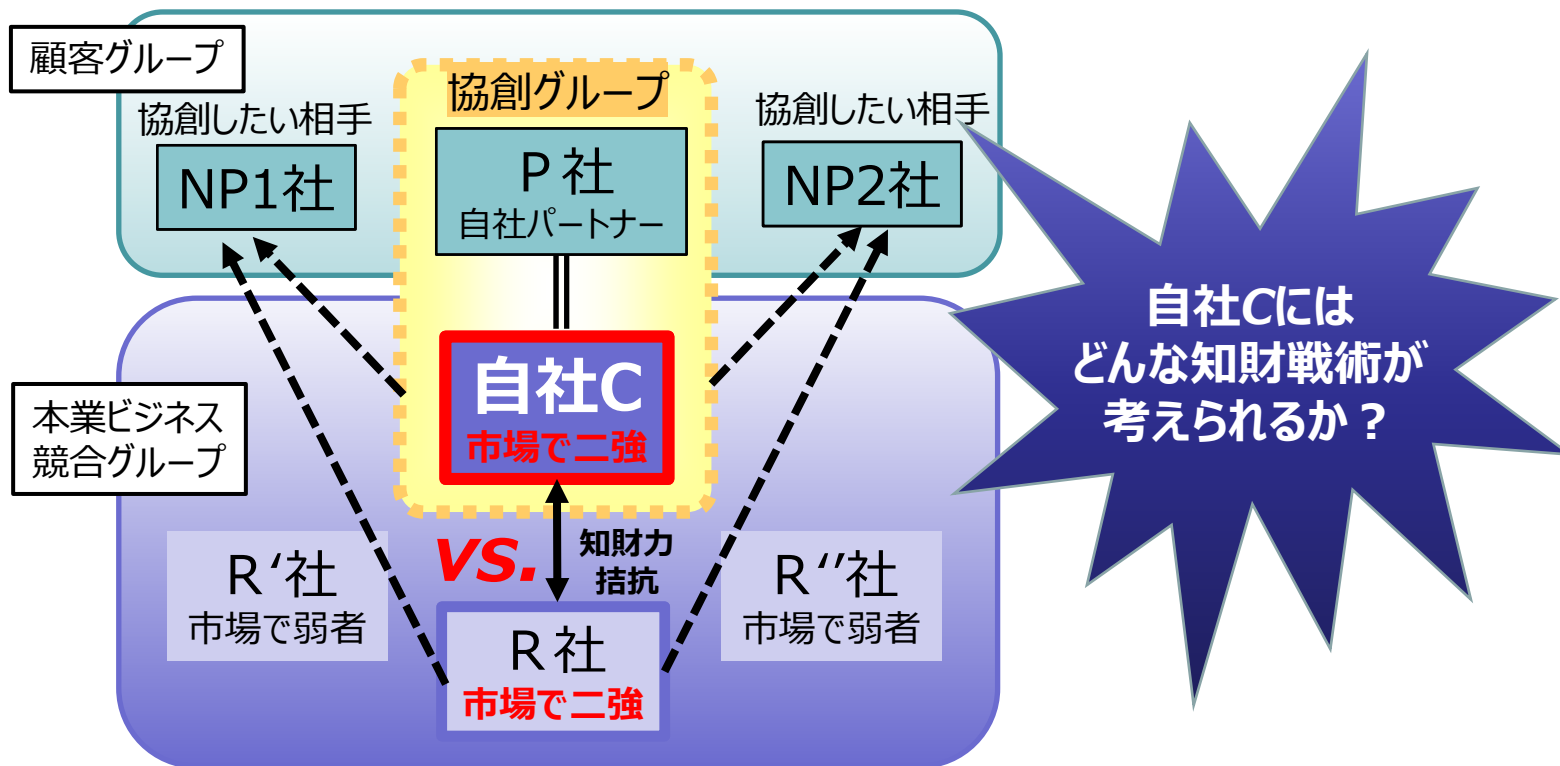 顧客グループ
協創グループ
協創したい相手
NP1社
P社
自社パートナー
協創したい相手
NP2社
本業ビジネス
競合グループ
自社C
市場で二強
VS.
知財力
拮抗
R‘社
市場で弱者
R社
市場で二強
R‘’社
市場で弱者
自社Cには
どんな知財戦術が
考えられるか？